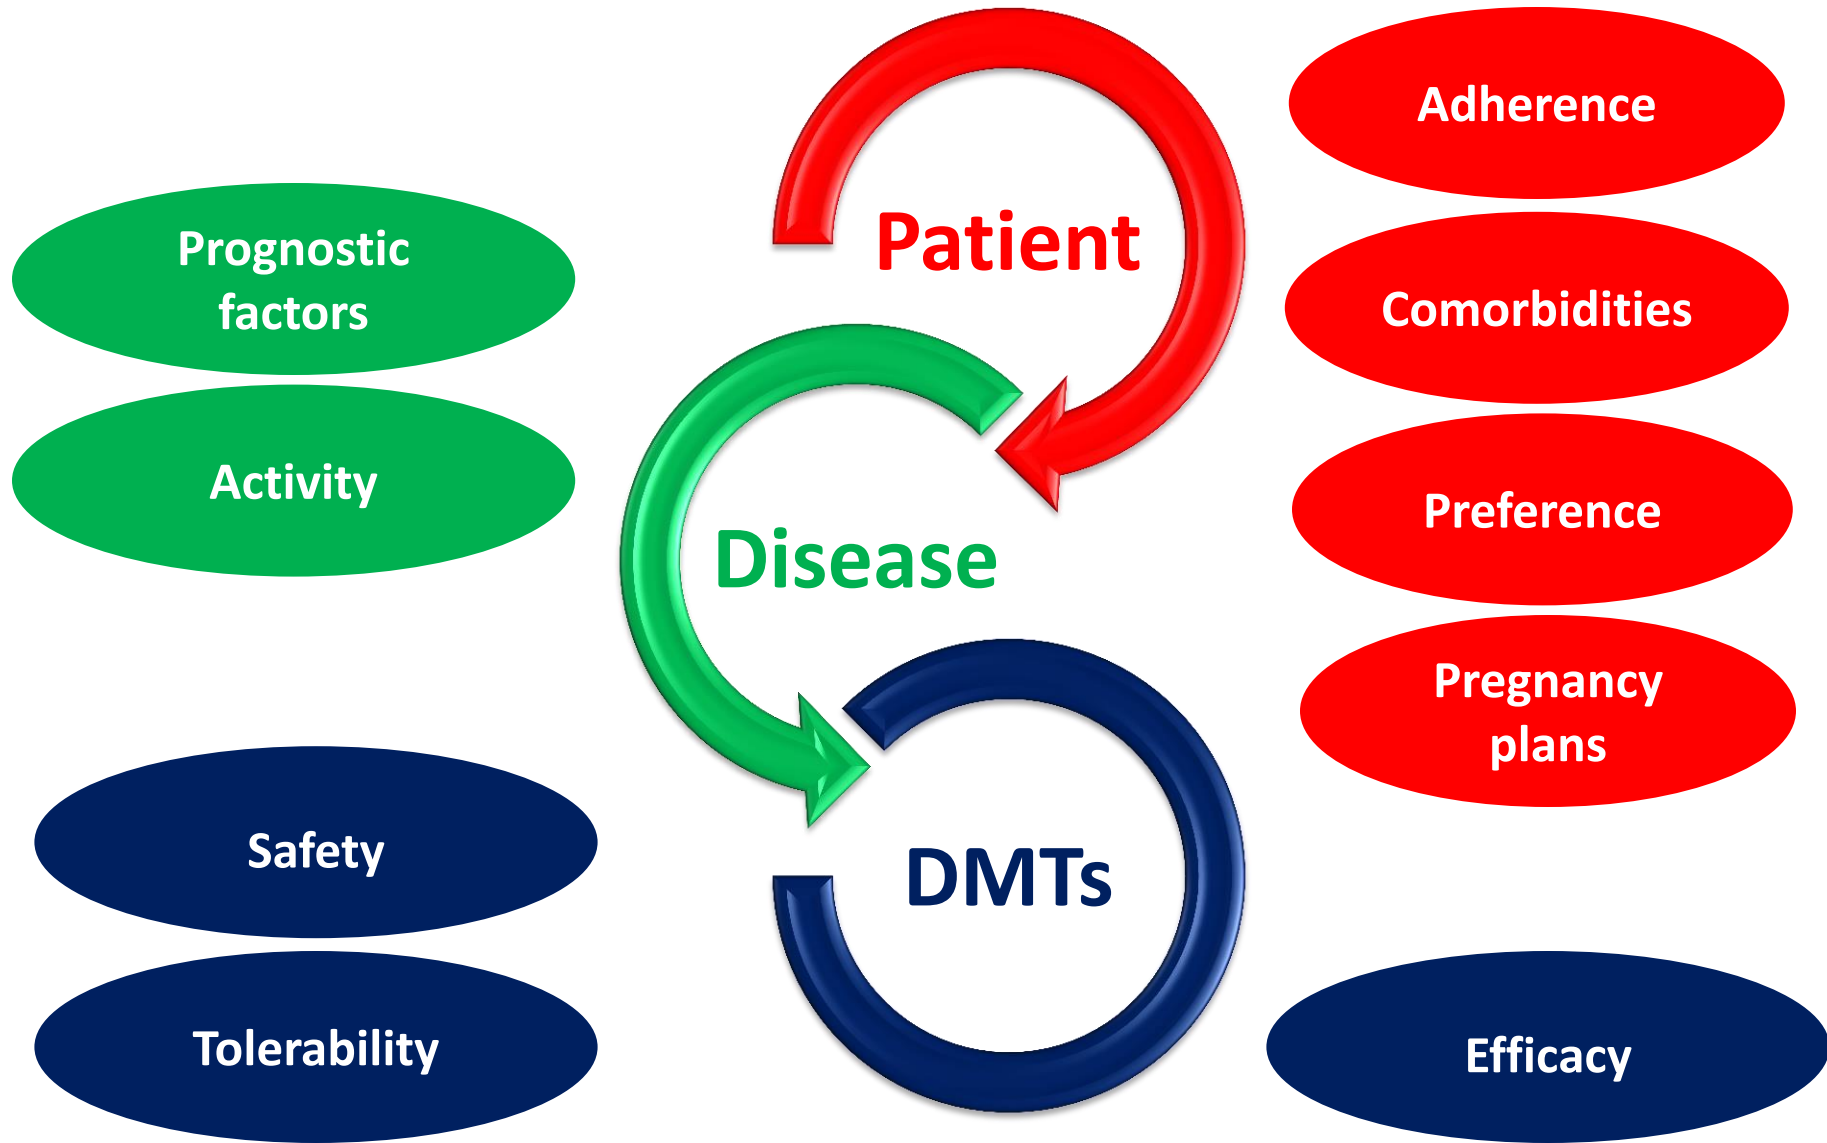 Patient
Adherence
Comorbidities
Preference
Pregnancy
plans
Disease
Prognostic
factors
Activity
DMTs
Safety
Tolerability
Efficacy